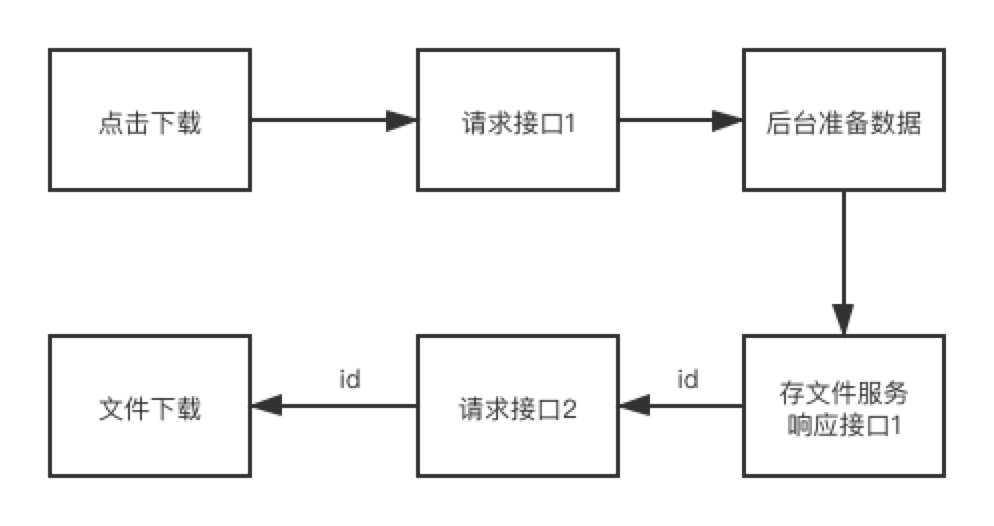 点击下载
请求接口1
后台准备数据
存文件服务
响应接口1
id
请求接口2
id
文件下载